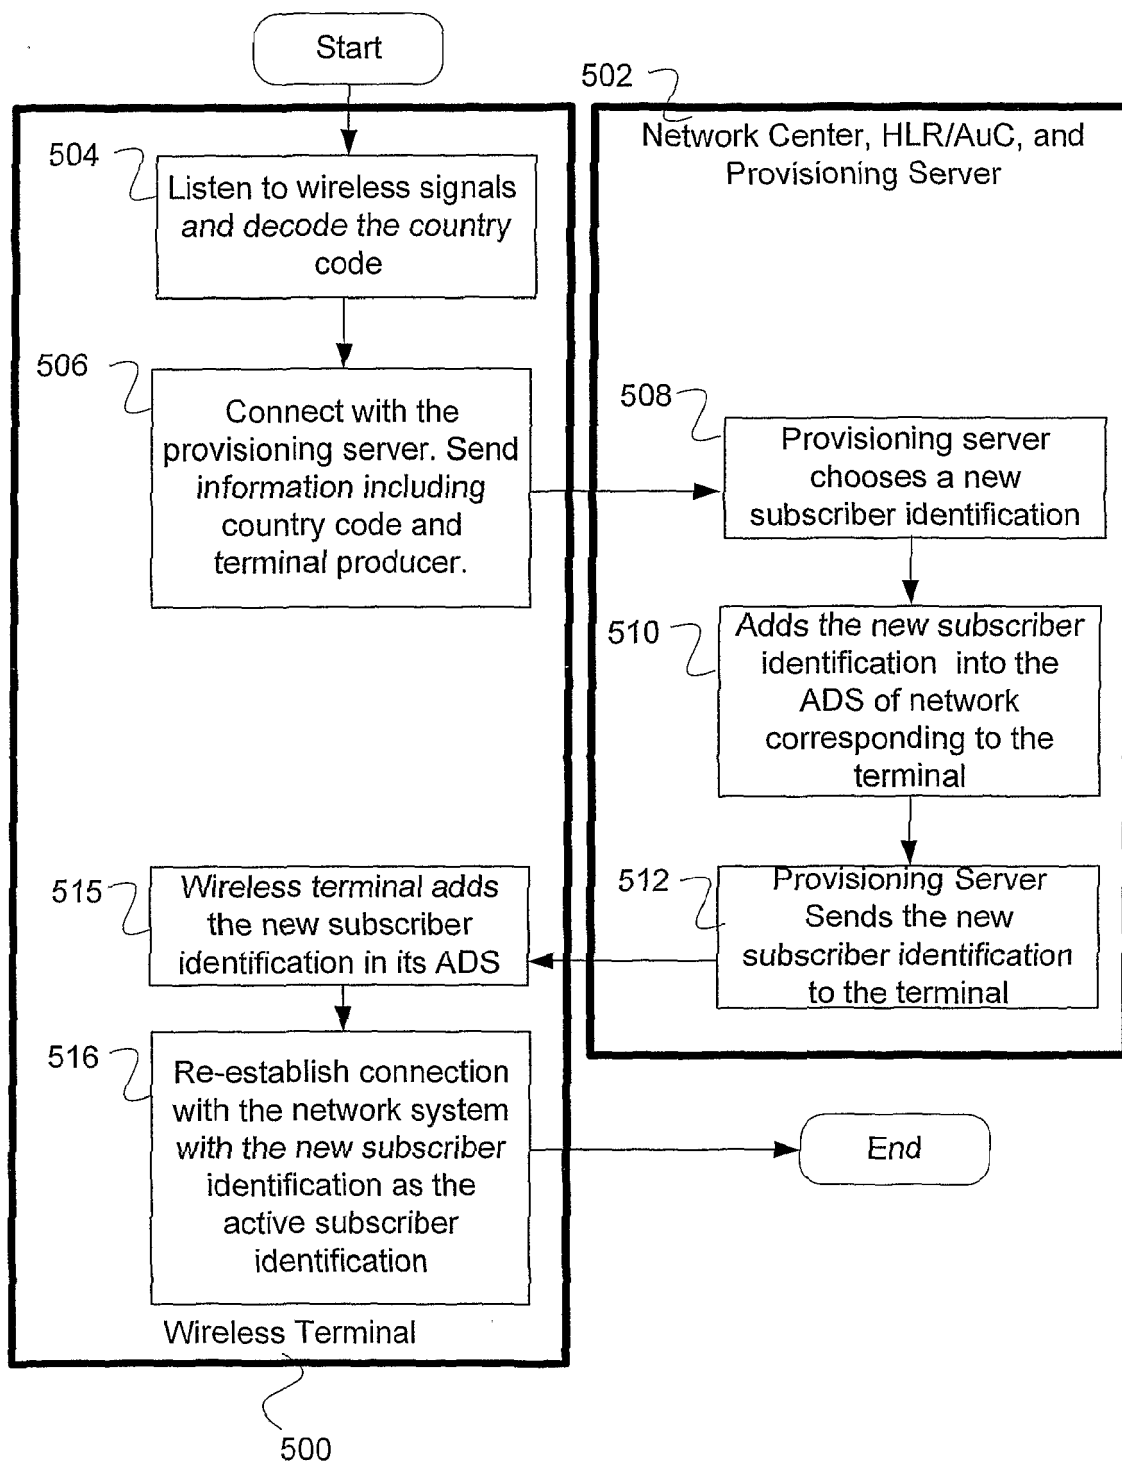 Start
502
Network Center, HLR/AuC, and
Provisioning Server
504
Listen to wireless signals
and decode the country
code
506
Connect with the
provisioning server. Send
information including
country code and
terminal producer.
508
Provisioning server
chooses a new
subscriber identification
510
Adds the new subscriber
identification into the
ADS of network
corresponding to the
terminal
512
Provisioning Server
Sends the new
subscriber identification
to the terminal
515
Wireless terminal adds
the new subscriber
identification in its ADS
516
Re-establish connection
with the network system
with the new subscriber
identification as the
active subscriber
identification
End
Wireless Terminal
500